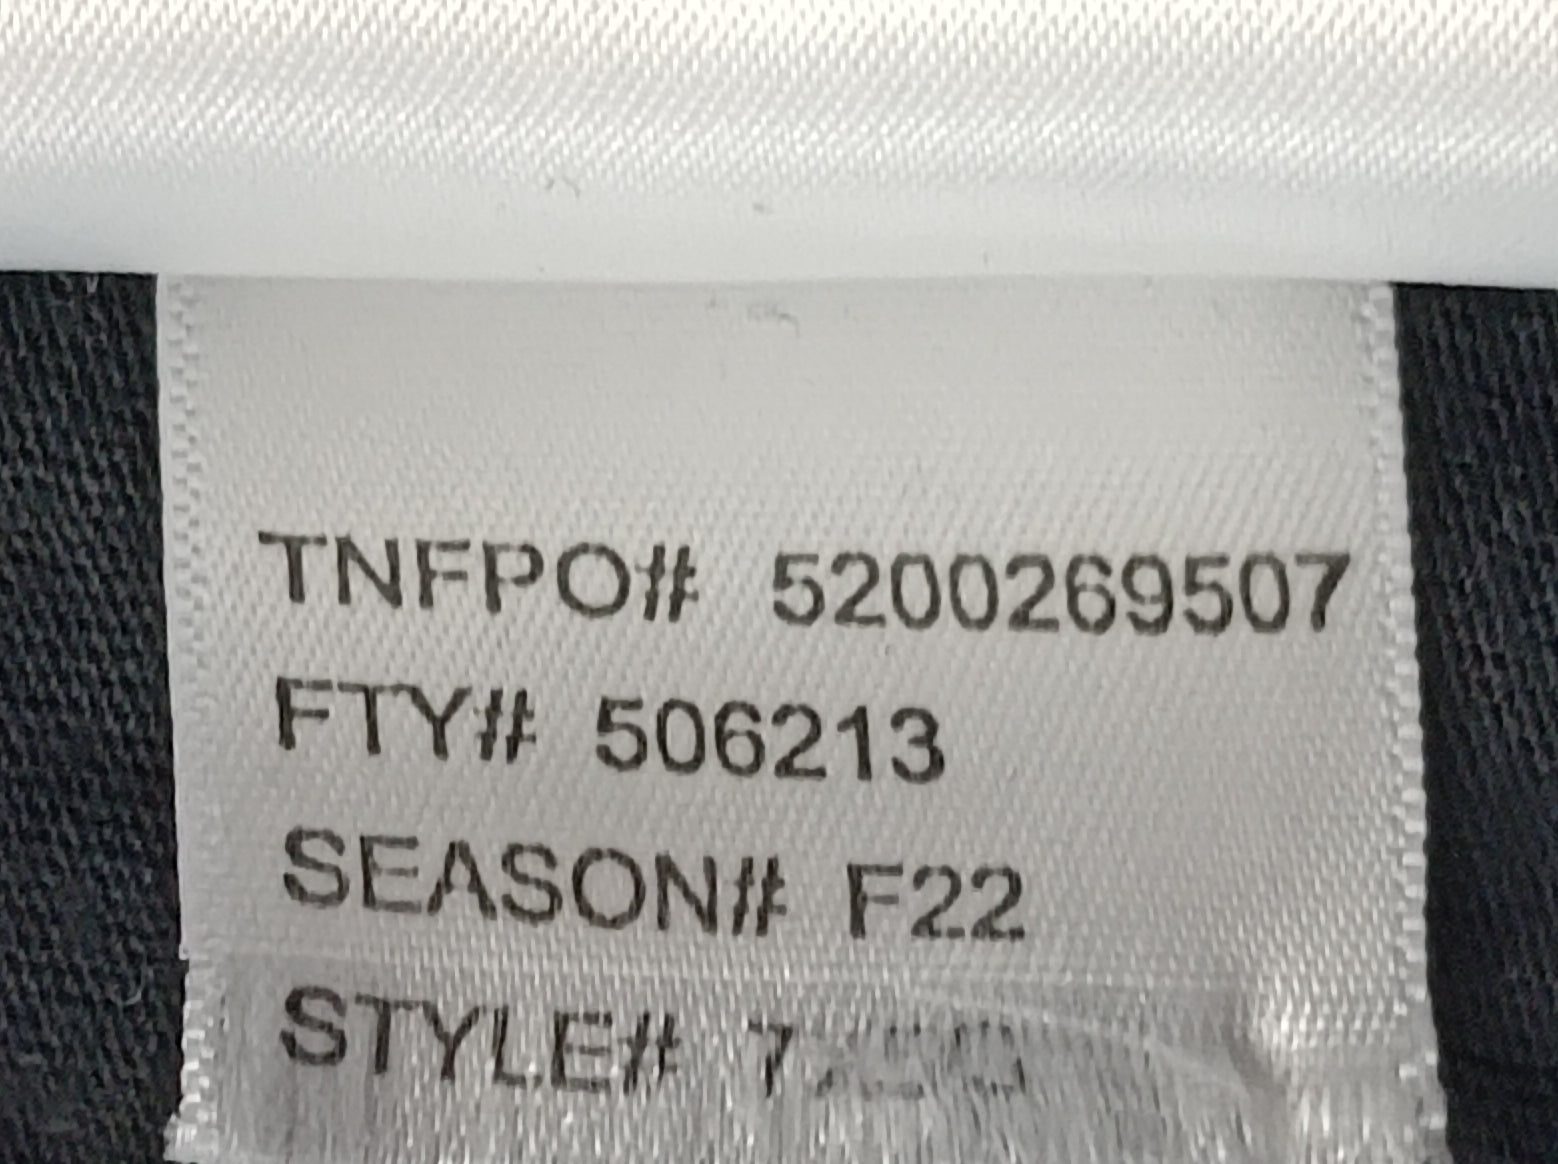 TNFPO# 5200269507
FTY# 506213
SEASON# F22
STYLE#